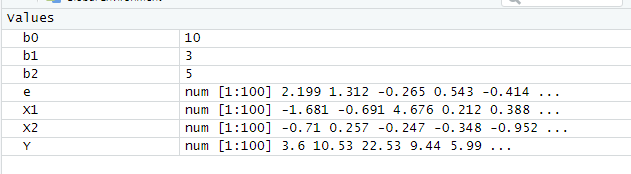 Values
b0 10
b1 3
b2 5
e num [1:100] 2.199 1.312 -0.265 0.543 -0.414 ...
X1 num [1:100] -1.681 -0.691 4.676 0.212 0.388 ...
X2 num [1:100] -0.71 0.257 -0.247 -0.348 -0.952 ...
Y num [1:100] 3.6 10.53 22.53 9.44 5.99 ...